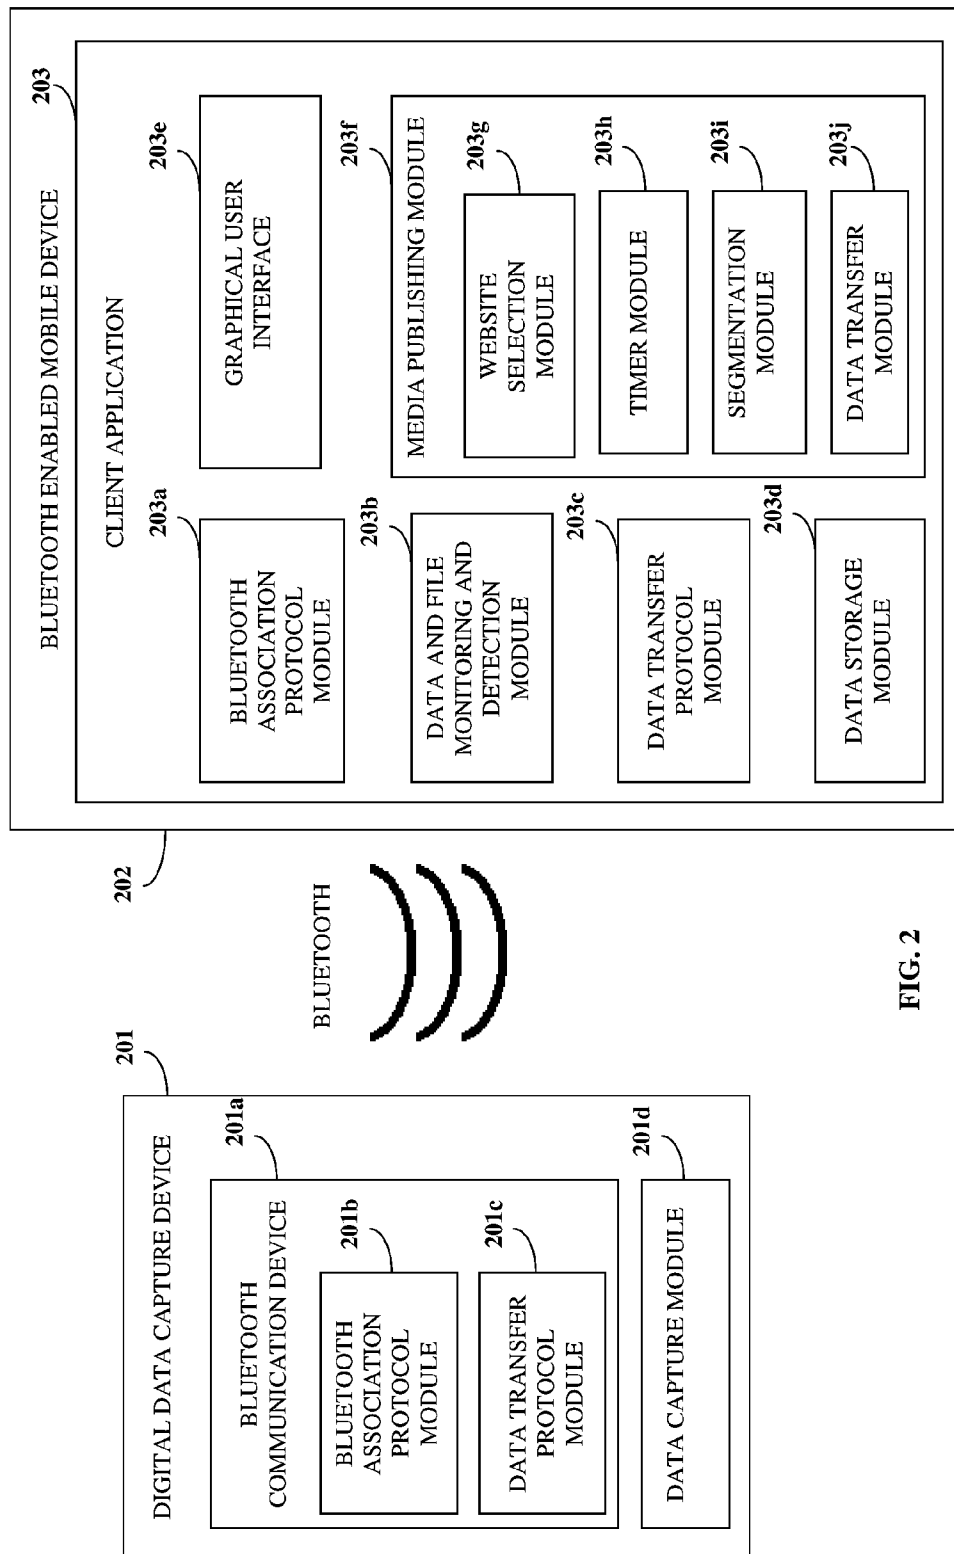 DIGITAL DATA CAPTURE DEVICE
201
BLUETOOTH
COMMUNICATION DEVICE
201a
BLUETOOTH
ASSOCIATION
PROTOCOL
MODULE
201b
DATA TRANSFER
PROTOCOL
MODULE
201c
DATA CAPTURE MODULE
201d
BLUETOOTH
202
BLUETOOTH ENABLED MOBILE DEVICE
203
CLIENT APPLICATION
BLUETOOTH
ASSOCIATION
PROTOCOL
MODULE
203a
DATA AND FILE
MONITORING AND
DETECTION
MODULE
203b
DATA TRANSFER
PROTOCOL
MODULE
203c
DATA STORAGE
MODULE
203d
GRAPHICAL USER
INTERFACE
203e
MEDIA PUBLISHING MODULE
203f
WEBSITE
SELECTION
MODULE
203g
TIMER MODULE
203h
SEGMENTATION
MODULE
203i
DATA TRANSFER
MODULE
203j
FIG. 2